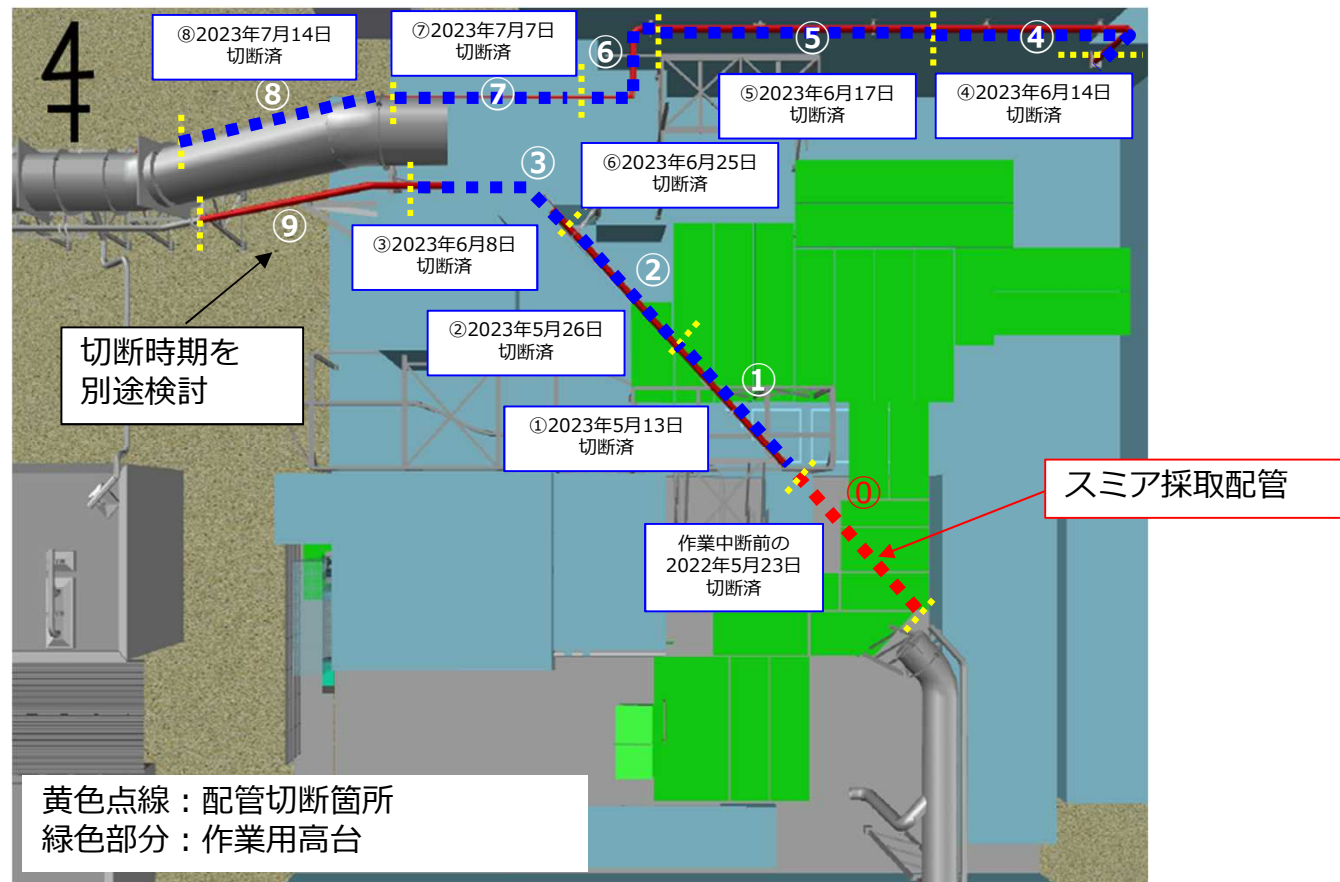 ⑧2023年7月14日
切断済
⑦2023年7月7日
切断済
⑥
⑤
④
⑧
⑦
⑤2023年6月17日
切断済
④2023年6月14日
切断済
③
⑥2023年6月25日
切断済
⑨
③2023年6月8日
切断済
②
②2023年5月26日
切断済
切断時期を
別途検討
①
①2023年5月13日
切断済
⓪
スミア採取配管
作業中断前の
2022年5月23日
切断済
黄色点線：配管切断箇所
緑色部分：作業用高台